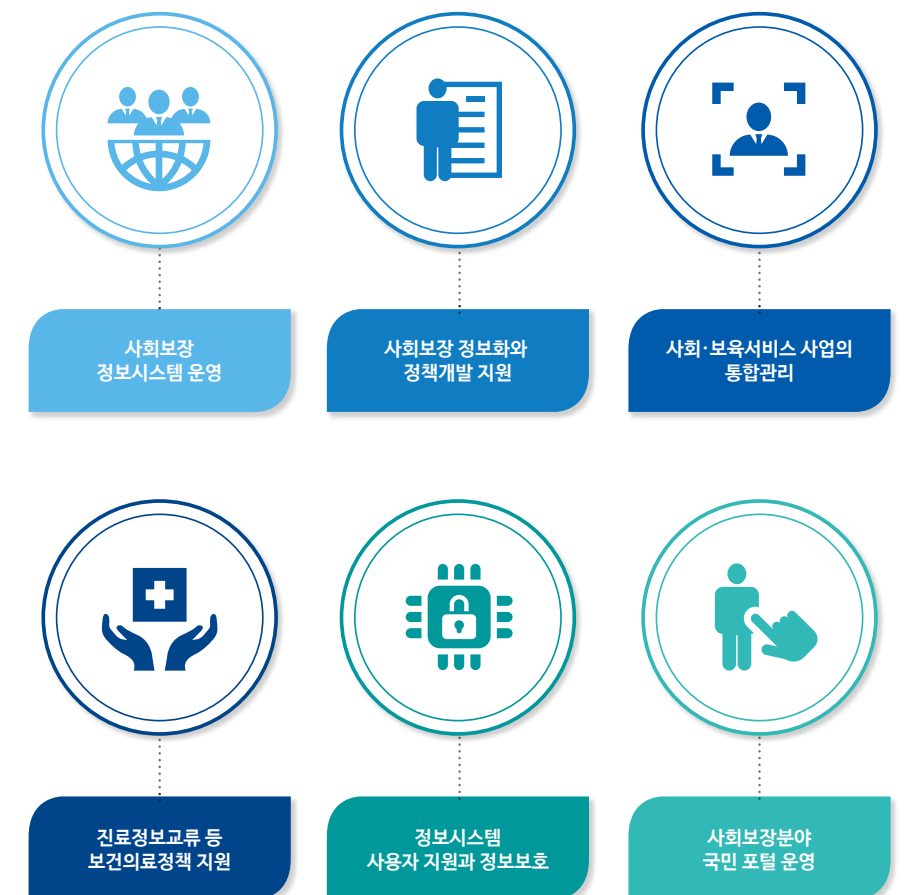 사회보장
정보시스템 운영
사회보장 정보화와
정책개발 지원
사회·보육서비스 사업의
통합관리
진료정보교류 등
보건의료정책 지원
정보시스템
사용자 지원과 정보보호
사회보장분야
국민 포털 운영